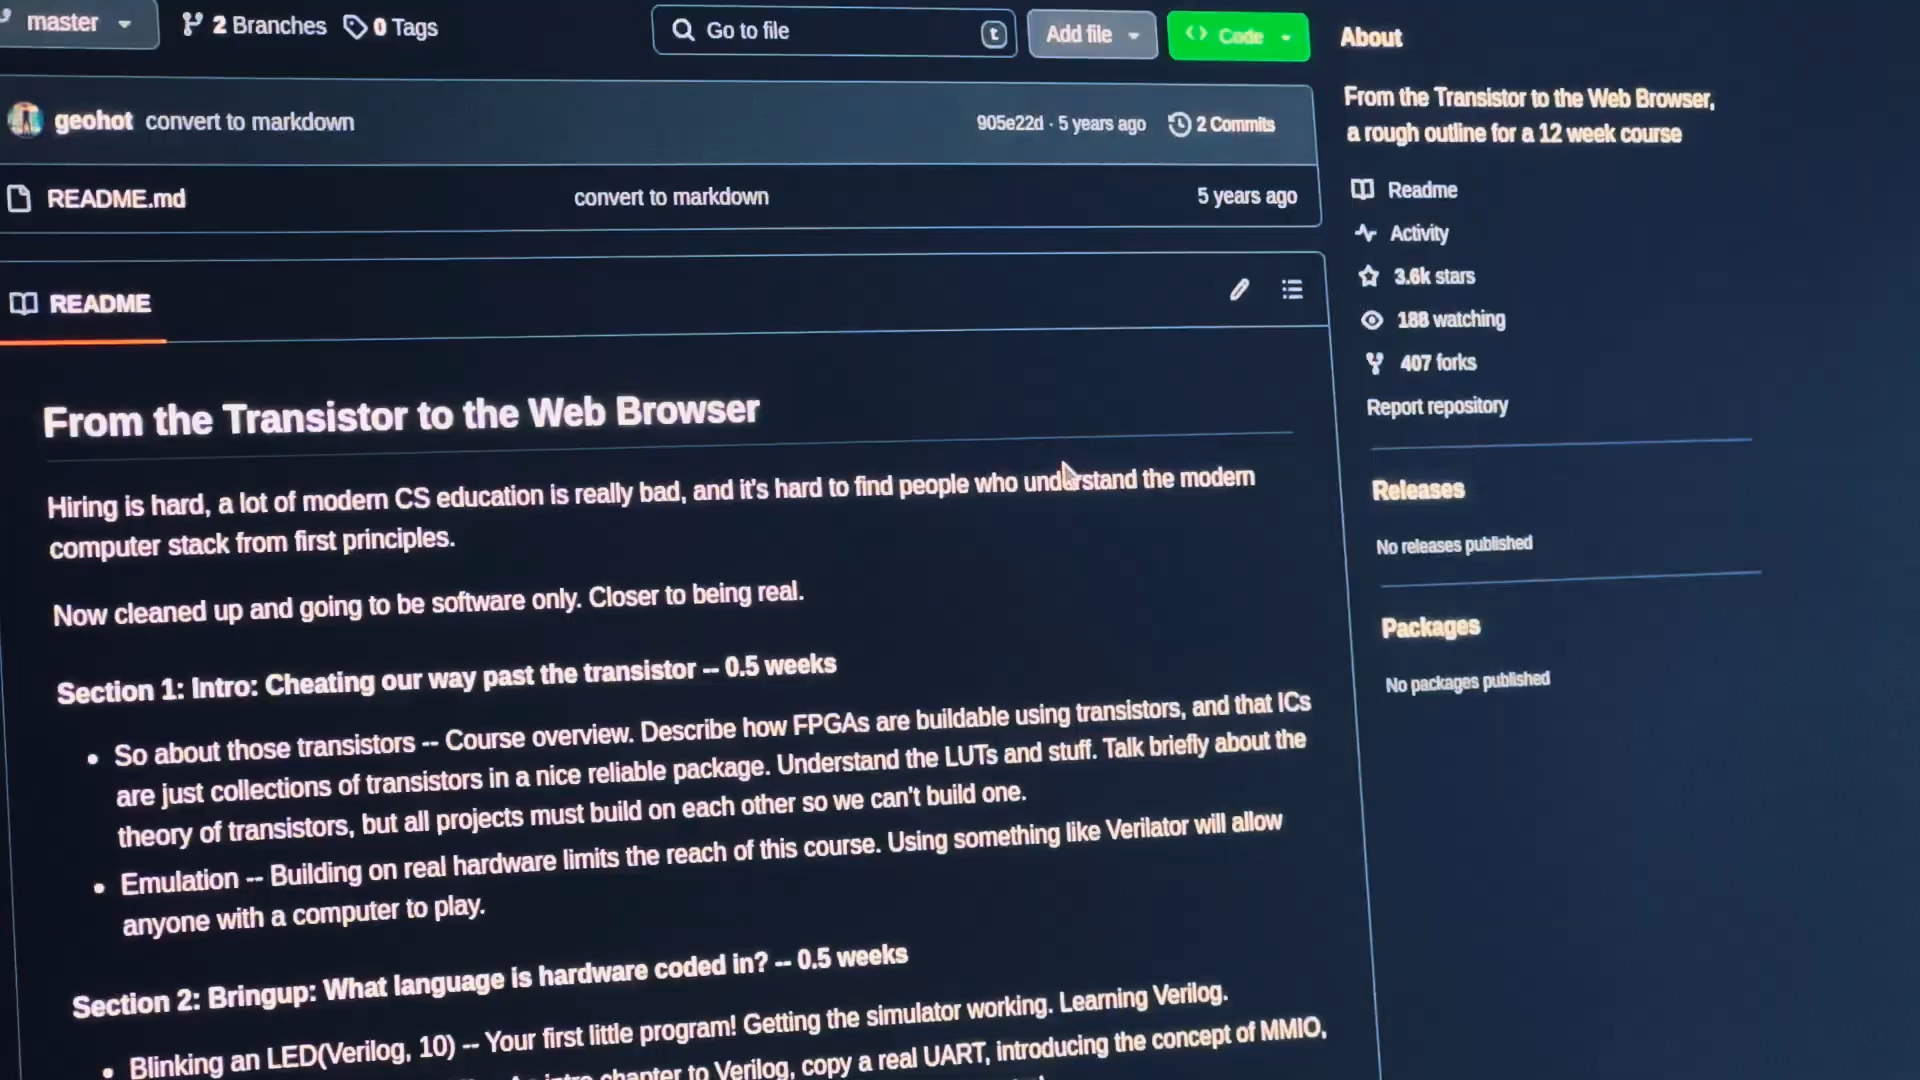 master
2 Branches
0 Tags
Go to file
t
Add file
Code
geohot convert to markdown
905e22d · 5 years ago
2 Commits
README.md
convert to markdown
5 years ago
README
From the Transistor to the Web Browser
Hiring is hard, a lot of modern CS education is really bad, and it's hard to find people who understand the modern
computer stack from first principles.
Now cleaned up and going to be software only. Closer to being real.
Section 1: Intro: Cheating our way past the transistor -- 0.5 weeks
• So about those transistors -- Course overview. Describe how FPGAs are buildable using transistors, and that ICs
are just collections of transistors in a nice reliable package. Understand the LUTs and stuff. Talk briefly about the
theory of transistors, but all projects must build on each other so we can't build one.
• Emulation -- Building on real hardware limits the reach of this course. Using something like Verilator will allow
anyone with a computer to play.
Section 2: Bringup: What language is hardware coded in? -- 0.5 weeks
• Blinking an LED(Verilog, 10) -- Your first little program! Getting the simulator working. Learning Verilog.
chapter to Verilog, copy a real UART, introducing the concept of MMIO,
About
From the Transistor to the Web Browser,
a rough outline for a 12 week course
Readme
Activity
3.6k stars
188 watching
407 forks
Report repository
Releases
No releases published
Packages
No packages published